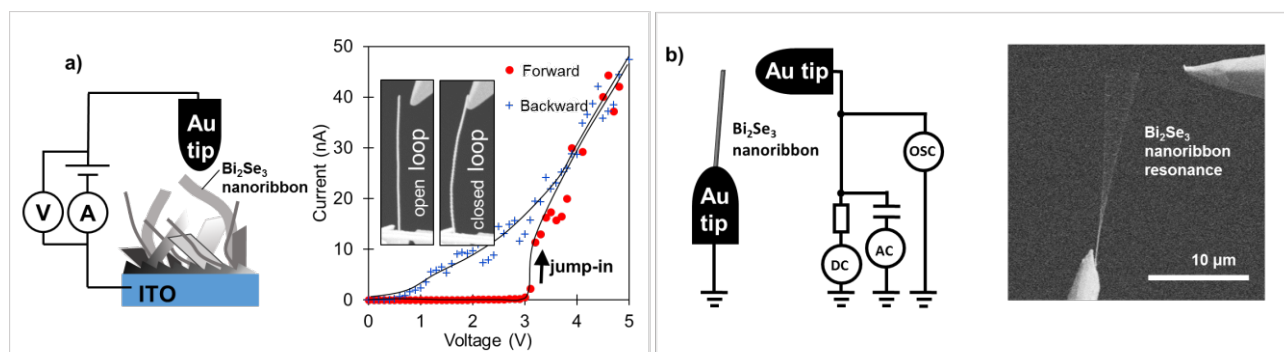 a)
Au
tip
Bi₂Se₃
nanoribbon
V
A
ITO
50
40
30
20
10
0
Current (nA)
0
1
2
3
4
5
Voltage (V)
Forward
Backward
open loop
closed loop
jump-in
b)
Au tip
Bi₂Se₃
nanoribbon
Au
tip
OSC
DC
AC
Bi₂Se₃
nanoribbon
resonance
10 μm